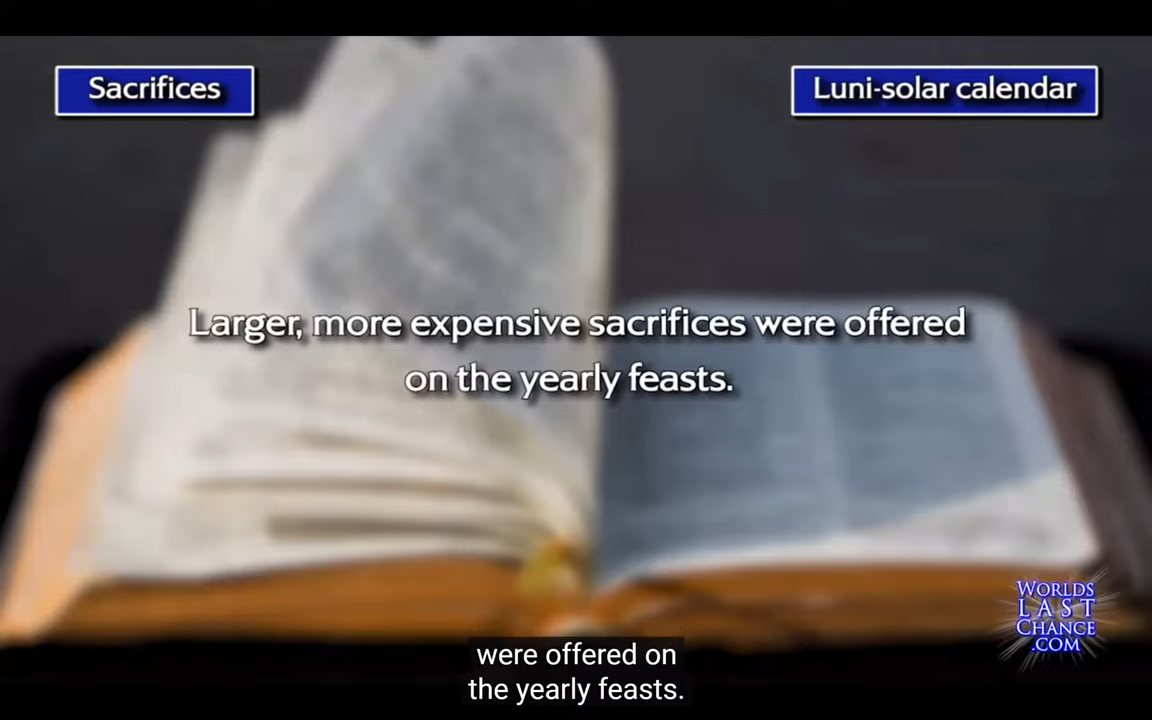 Sacrifices
Luni-solar calendar
Larger, more expensive sacrifices were offered
on the yearly feasts.
WORLDS
LAST
CHANCE
.COM
were offered on
the yearly feasts.